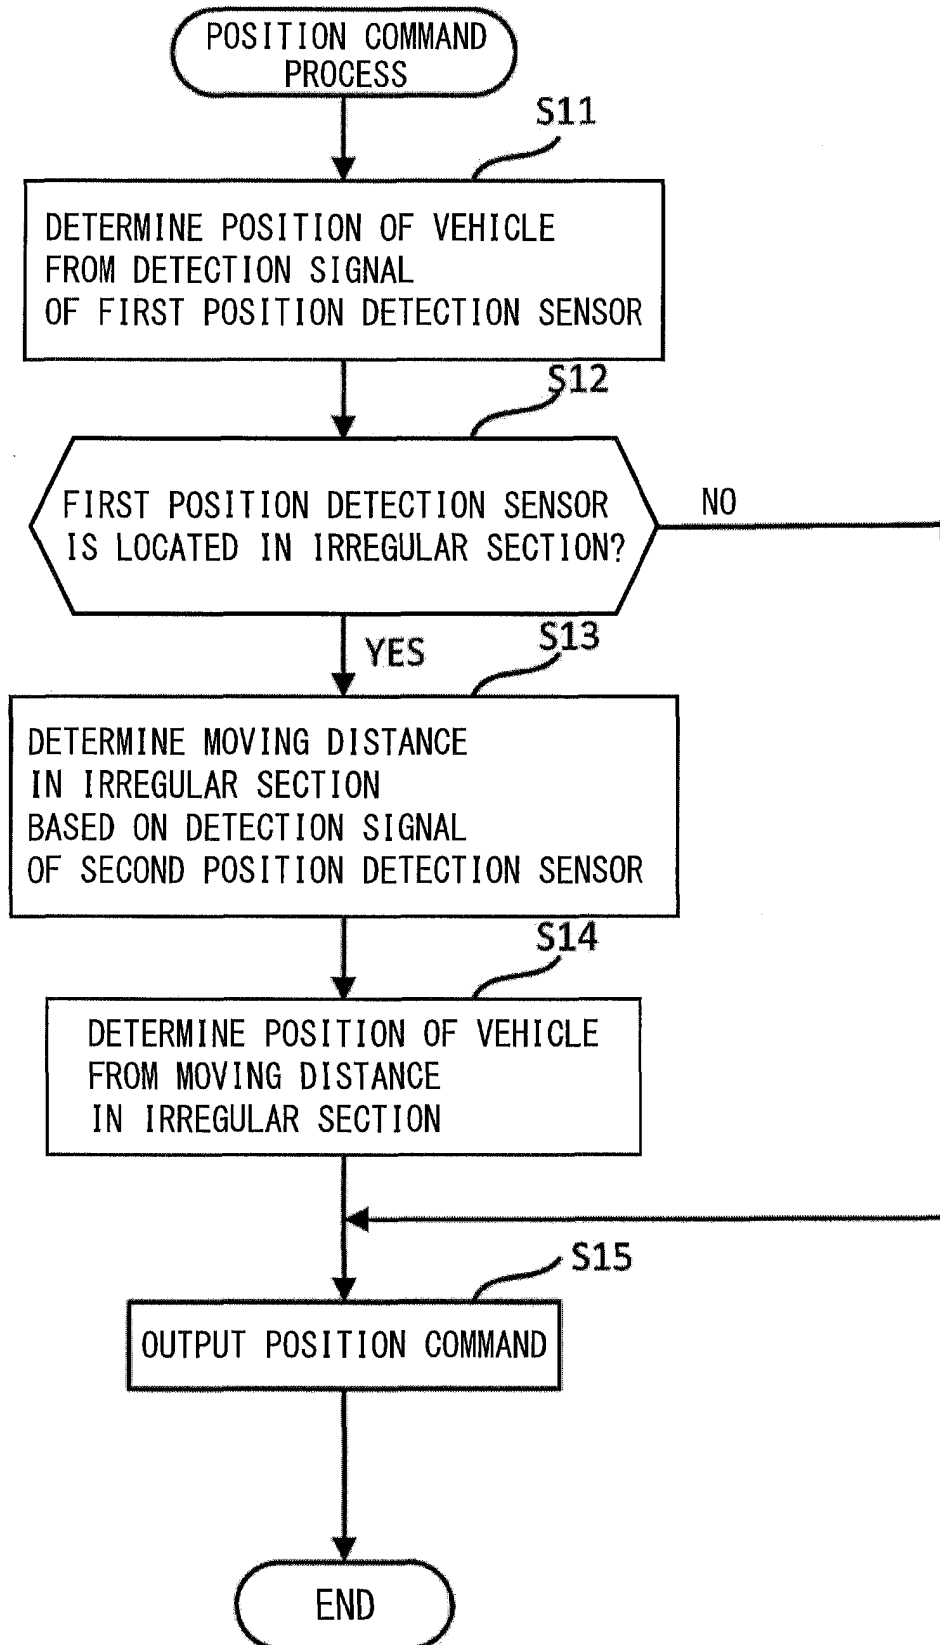 POSITION COMMAND
PROCESS
S11
DETERMINE POSITION OF VEHICLE
FROM DETECTION SIGNAL
OF FIRST POSITION DETECTION SENSOR
S12
FIRST POSITION DETECTION SENSOR
IS LOCATED IN IRREGULAR SECTION?
NO
YES
S13
DETERMINE MOVING DISTANCE
IN IRREGULAR SECTION
BASED ON DETECTION SIGNAL
OF SECOND POSITION DETECTION SENSOR
S14
DETERMINE POSITION OF VEHICLE
FROM MOVING DISTANCE
IN IRREGULAR SECTION
S15
OUTPUT POSITION COMMAND
END